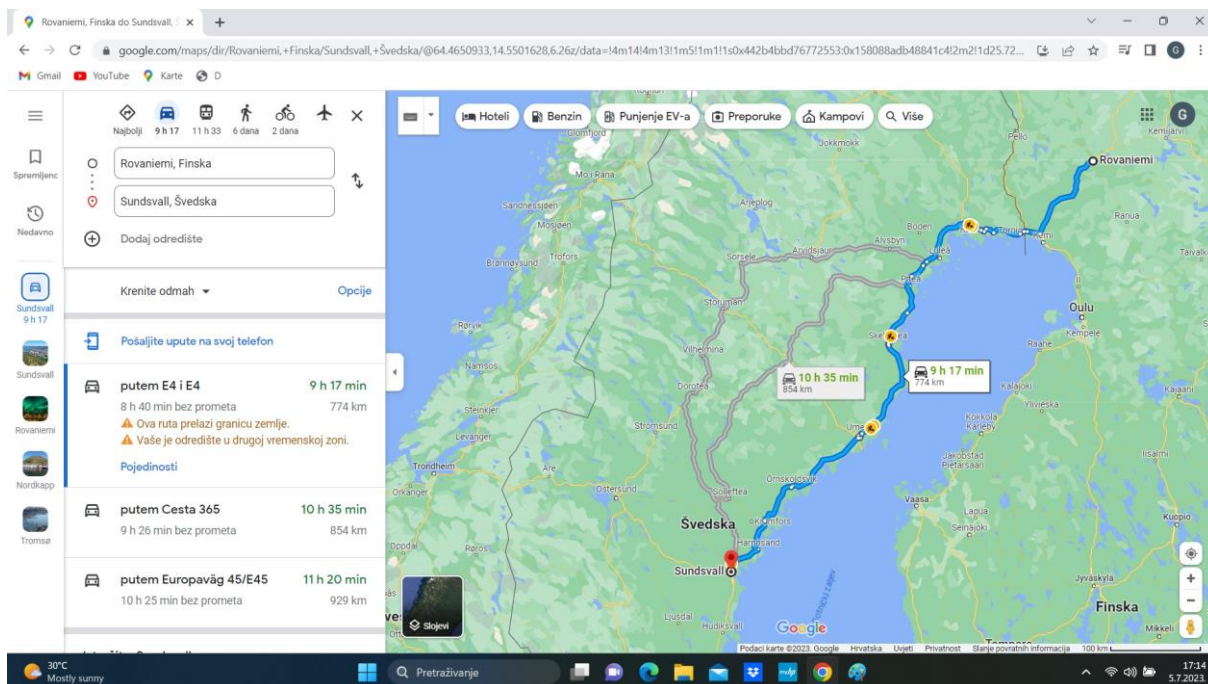 Rovaniemi, Finska do Sundsvall, Š
google.com/maps/dir/Rovaniemi,+Finska/Sundsvall,+Švedska/@64.4650933,14.5501628,6.26z/data=!4m14!4m13!1m5!1m1!1s0x442b4bbd76772553:0x158088adb48841c4!2m2!1d25.72...
G
Gmail
YouTube
Karte
D
Najbolji
9 h 17
11 h 33
6 dana
2 dana
Rovaniemi, Finska
Sundsvall, Švedska
Dodaj odredište
Krenite odmah
Opcije
Pošaljite upute na svoj telefon
putem E4 i E4
9 h 17 min
8 h 40 min bez prometa
774 km
Ova ruta prelazi granicu zemlje.
Vaše je odredište u drugoj vremenskoj zoni.
Pojedinosti
putem Cesta 365
10 h 35 min
9 h 26 min bez prometa
854 km
putem Europaväg 45/E45
11 h 20 min
10 h 25 min bez prometa
929 km
Spremljenc
Nedavno
Sundsvall
9 h 17
Sundsvall
Rovaniemi
Nordkapp
Tromsø
Hoteli
Benzin
Punjenje EV-a
Preporuke
Kampovi
Više
G
Glomfjord
Jokkmokk
Pello
Kemijärvi
Rovaniemi
Mo i Rana
Sandnessjøen
Arjeplog
Ranua
Mosjøen
Boden
Älvsbyn
Luleå
Kemi
Taivalk
Brønnøysund
Trofors
Sorsele
Arvidsjaur
Piteå
Storuman
Oulu
Rørvik
Kempele
Raahe
Vilhelmina
Namsos
10 h 35 min
854 km
9 h 17 min
774 km
Dorotea
Kalajoki
Kajaani
Ylivieska
Steinkjer
Strömsund
Kokkola
Karleby
Levanger
Jakobstad
Pietarsaari
Iisalmi
Trondheim
Åre
Örnsköldsvik
Orkanger
Östersund
Sollefteå
Vaasa
Lapua
Kuopio
Švedska
Kramfors
Seinäjoki
Oppdal
Røros
Härnösand
Sundsvall
Jyväskylä
Finska
Slojevi
Ljusdal
Hudiksvall
Google
Mikkeli
Tampere
Podaci karte ©2023. Google
Hrvatska
Uvjeti
Privatnost
Slanje povratnih informacija
100 km
30°C
Mostly sunny
Pretraživanje
17:14
5.7.2023.